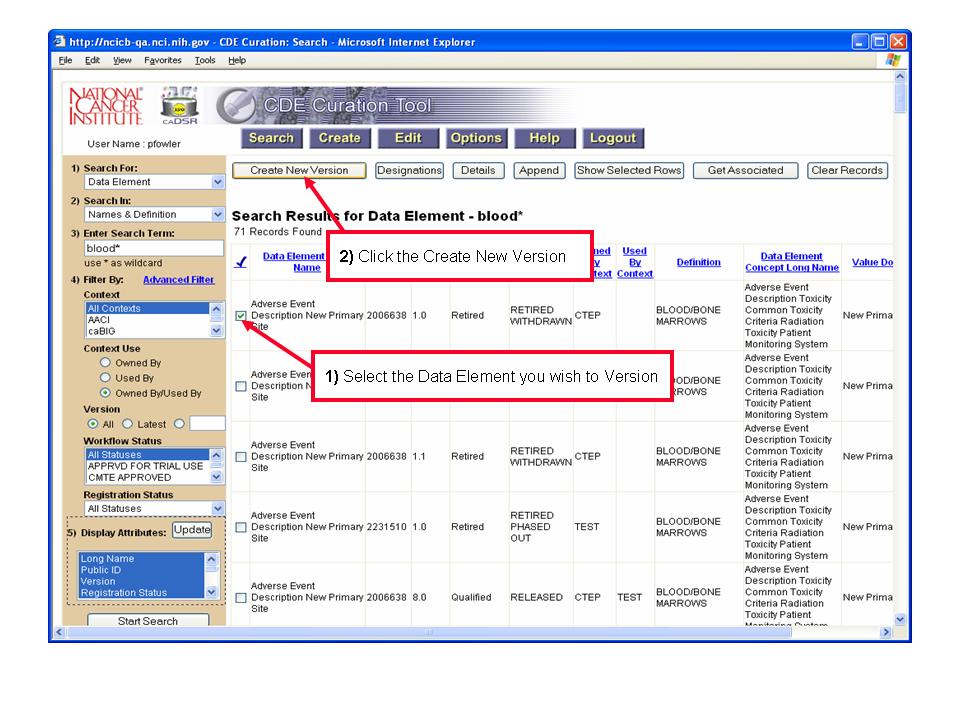 http://ncicb-qa.nci.nih.gov - CDE Curation: Search - Microsoft Internet Explorer
File Edit View Favorites Tools Help
NATIONAL
CANCER
INSTITUTE
caDSR
CDE Curation Tool
User Name : pfowler
Search Create Edit Options Help Logout
1) Search For:
Data Element
2) Search In:
Names & Definition
3) Enter Search Term:
blood*
use * as wildcard
4) Filter By: Advanced Filter
Context
All Contexts
AACI
caBIG
Context Use
Owned By
Used By
Owned By/Used By
Version
All Latest
Workflow Status
All Statuses
APPRVD FOR TRIAL USE
CMTE APPROVED
Registration Status
All Statuses
5) Display Attributes: Update
Long Name
Public ID
Version
Registration Status
Start Search
Create New Version Designations Details Append Show Selected Rows Get Associated Clear Records
Search Results for Data Element - blood*
71 Records Found
2) Click the Create New Version
1) Select the Data Element you wish to Version
Data Element
Name
Used
By
Context
Definition
Data Element
Concept Long Name
Value Do
Adverse Event
Description New Primary
Site
2006638 1.0 Retired
RETIRED
WITHDRAWN
CTEP
BLOOD/BONE
MARROWS
Adverse Event
Description Toxicity
Common Toxicity
Criteria Radiation
Toxicity Patient
Monitoring System
New Prima
Adverse Event
Description Toxicity
Common Toxicity
Criteria Radiation
Toxicity Patient
Monitoring System
New Prima
Adverse Event
Description New Primary
Site
2006638 1.1 Retired
RETIRED
WITHDRAWN
CTEP
BLOOD/BONE
MARROWS
Adverse Event
Description Toxicity
Common Toxicity
Criteria Radiation
Toxicity Patient
Monitoring System
New Prima
Adverse Event
Description New Primary
Site
2231510 1.0 Retired
RETIRED
PHASED
OUT
TEST
BLOOD/BONE
MARROWS
Adverse Event
Description Toxicity
Common Toxicity
Criteria Radiation
Toxicity Patient
Monitoring System
New Prima
Adverse Event
Description New Primary
Site
2006638 8.0 Qualified
RELEASED
CTEP
TEST
BLOOD/BONE
MARROWS
Adverse Event
Description Toxicity
Common Toxicity
Criteria Radiation
Toxicity Patient
Monitoring System
New Prima